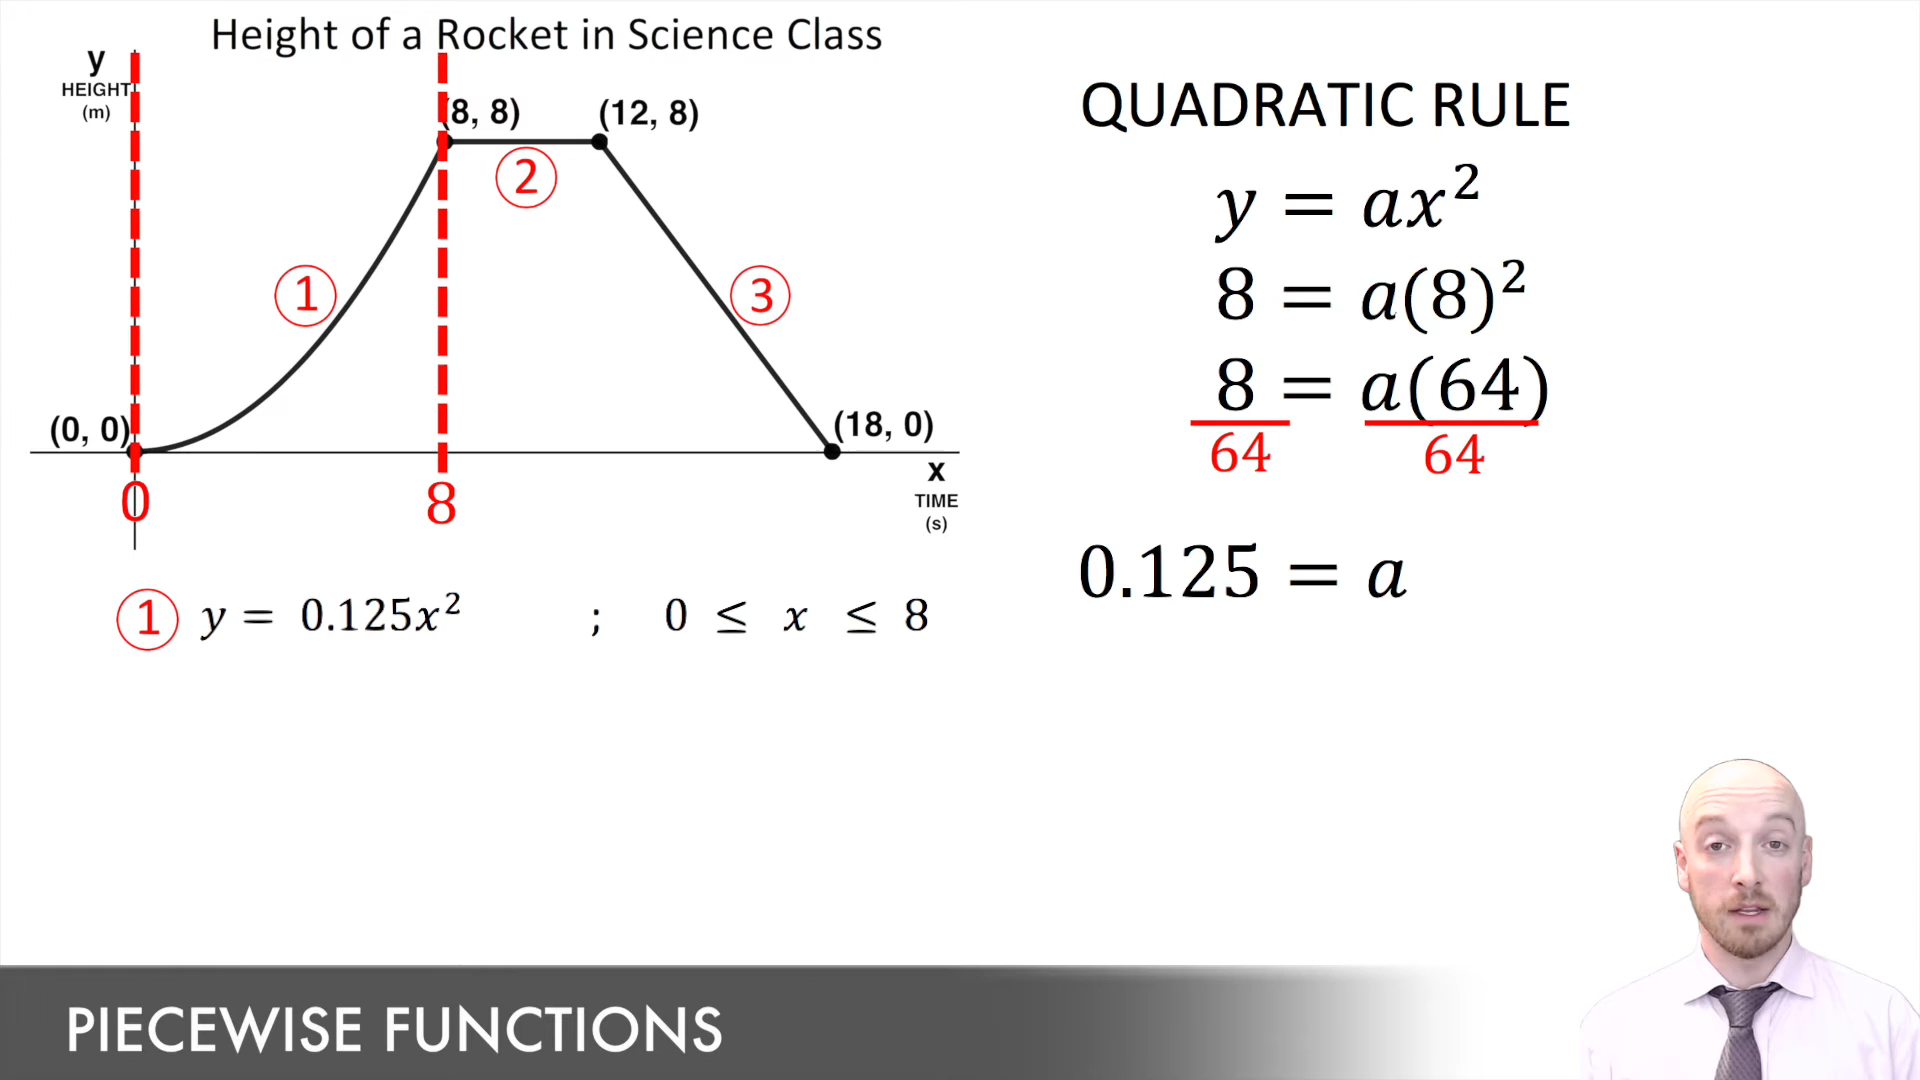 Height of a Rocket in Science Class
y
HEIGHT
(m)
(8, 8)
(12, 8)
②
①
③
(0, 0)
(18, 0)
x
TIME
(s)
0
8
① y = 0.125x² ; 0 ≤ x ≤ 8
QUADRATIC RULE
y = ax²
8 = a(8)²
8 = a(64)
64 64
0.125 = a
PIECEWISE FUNCTIONS